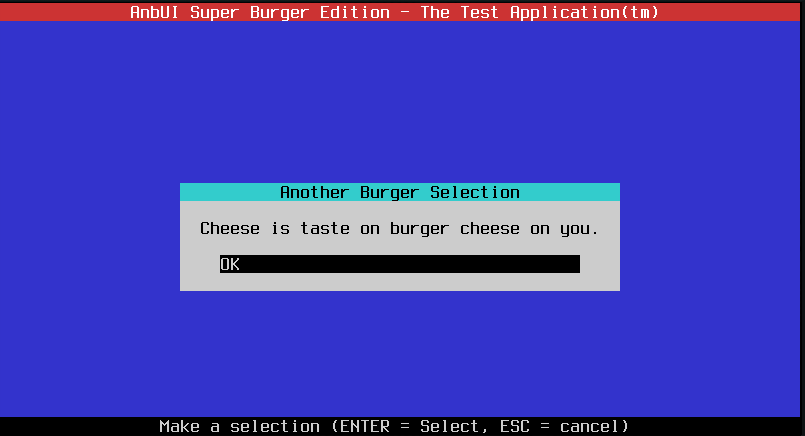 AnbUI Super Burger Edition - The Test Application(tm)
Another Burger Selection
Cheese is taste on burger cheese on you.
OK
Make a selection (ENTER = Select, ESC = cancel)